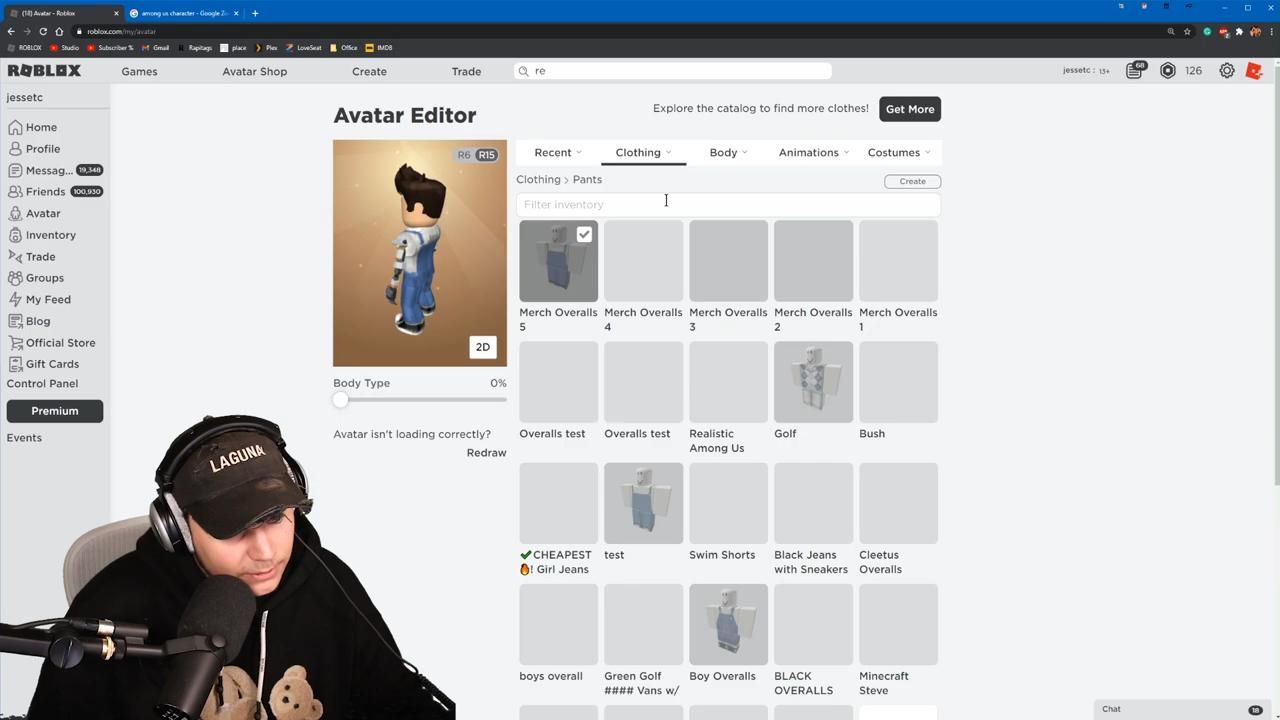 (18) Avatar - Roblox
among us character - Google Z
roblox.com/my/avatar
ROBLOX Studio Subscriber % Gmail Rapitags place Plex LoveSeat Office IMDB
ROBLOX Games Avatar Shop Create Trade re jessetc : 13+ 68 126
jessetc
Explore the catalog to find more clothes! Get More
Avatar Editor
Home
Profile
Messag... 19,348
Friends 100,930
Avatar
Inventory
Trade
Groups
My Feed
Blog
Official Store
Gift Cards
Control Panel
Premium
Events
R6 R15
2D
Body Type 0%
Avatar isn't loading correctly?
Redraw
Recent Clothing Body Animations Costumes
Clothing > Pants Create
Filter inventory
Merch Overalls 5
Merch Overalls 4
Merch Overalls 3
Merch Overalls 2
Merch Overalls 1
Overalls test
Overalls test
Realistic Among Us
Golf
Bush
✔CHEAPEST🔥! Girl Jeans
test
Swim Shorts
Black Jeans with Sneakers
Cleetus Overalls
boys overall
Green Golf #### Vans w/
Boy Overalls
BLACK OVERALLS
Minecraft Steve
LAGUNA
Chat 18